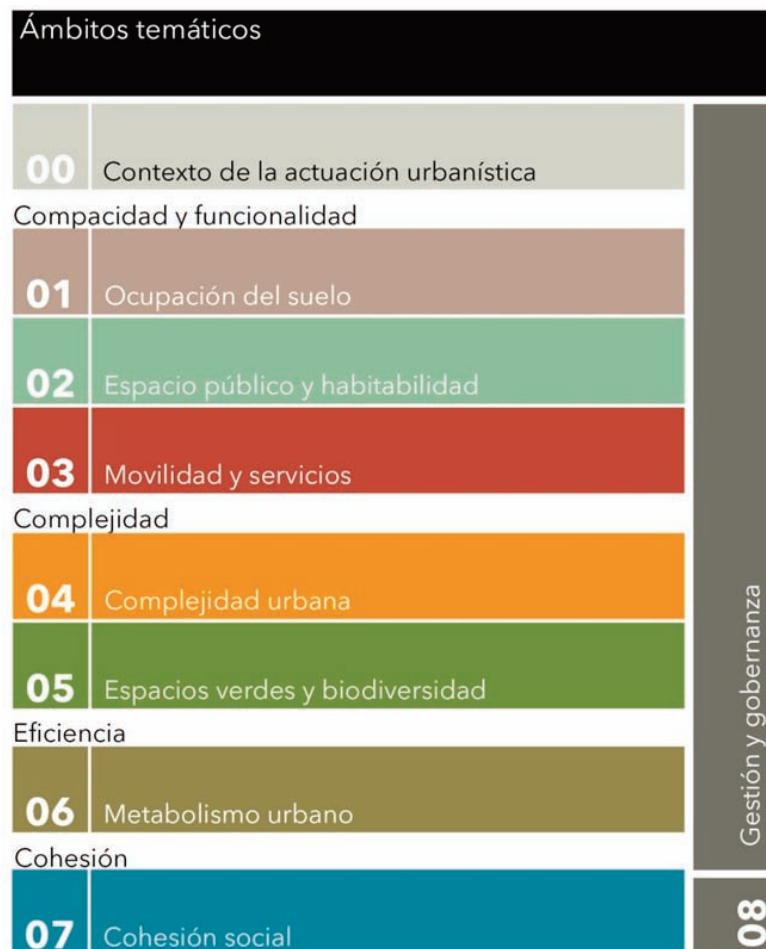 Ámbitos temáticos
00 Contexto de la actuación urbanística
Compacidad y funcionalidad
01 Ocupación del suelo
02 Espacio público y habitabilidad
03 Movilidad y servicios
Complejidad
04 Complejidad urbana
05 Espacios verdes y biodiversidad
Eficiencia
06 Metabolismo urbano
Cohesión
07 Cohesión social
08 Gestión y gobernanza